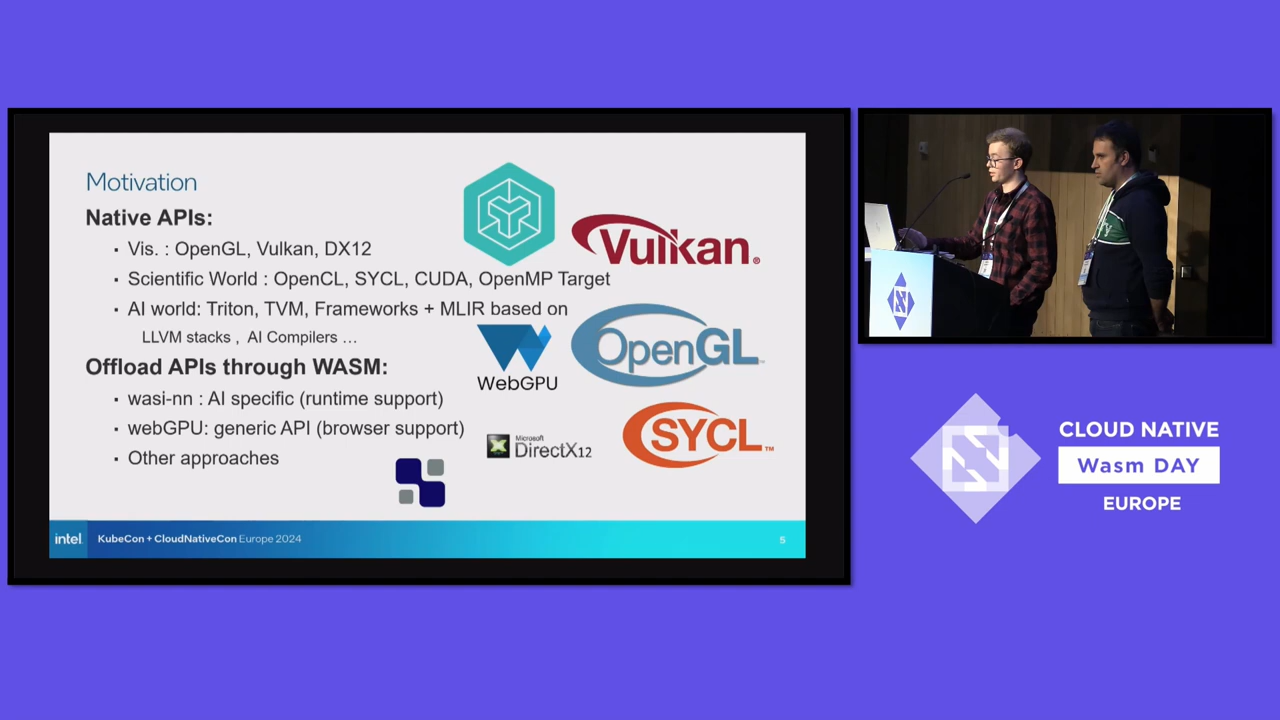 Motivation
Native APIs:
· Vis. : OpenGL, Vulkan, DX12
· Scientific World : OpenCL, SYCL, CUDA, OpenMP Target
· AI world: Triton, TVM, Frameworks + MLIR based on
LLVM stacks , AI Compilers ...
Offload APIs through WASM:
· wasi-nn : AI specific (runtime support)
· webGPU: generic API (browser support)
· Other approaches
Vulkan®
OpenGL™
WebGPU
SYCL™
Microsoft
DirectX12
intel
KubeCon + CloudNativeCon Europe 2024
5
CLOUD NATIVE
Wasm DAY
EUROPE